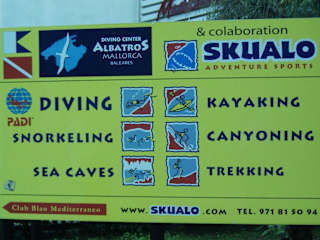 DIVING CENTER
ALBATROS
MALLORCA
BALEARES
& colaboration
SKUALO
ADVENTURE SPORTS
PADI
DIVING
KAYAKING
SNORKELING
CANYONING
SEA CAVES
TREKKING
Club Blau Mediterraneo
WWW.SKUALO.COM
TEL. 971 81 50 94